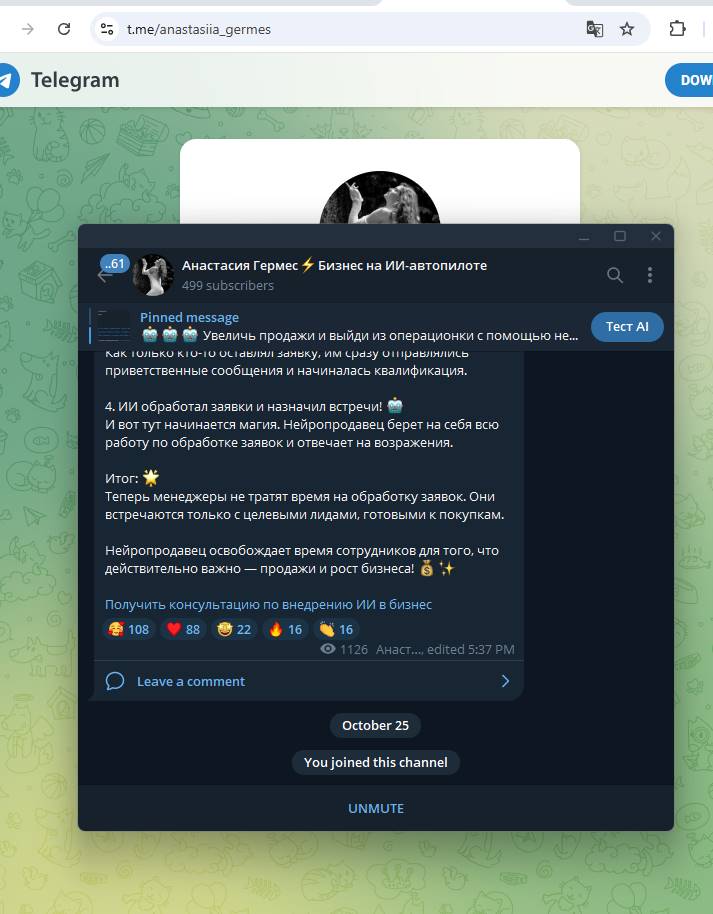 t.me/anastasiia_germes
Telegram
DOW
..61
Анастасия Гермес⚡Бизнес на ИИ-автопилоте
499 subscribers
Pinned message
🤖🤖🤖 Увеличь продажи и выйди из операционки с помощью не...
Тест AI
Как только кто-то оставлял заявку, им сразу отправлялись
приветственные сообщения и начиналась квалификация.
4. ИИ обработал заявки и назначил встречи! 🤖
И вот тут начинается магия. Нейропродавец берет на себя всю
работу по обработке заявок и отвечает на возражения.
Итог: 🌟
Теперь менеджеры не тратят время на обработку заявок. Они
встречаются только с целевыми лидами, готовыми к покупкам.
Нейропродавец освобождает время сотрудников для того, что
действительно важно — продажи и рост бизнеса! 💰✨
Получить консультацию по внедрению ИИ в бизнес
🥰 108 ❤️ 88 🤩 22 🔥 16 👏 16
1126 Анаст..., edited 5:37 PM
Leave a comment
October 25
You joined this channel
UNMUTE